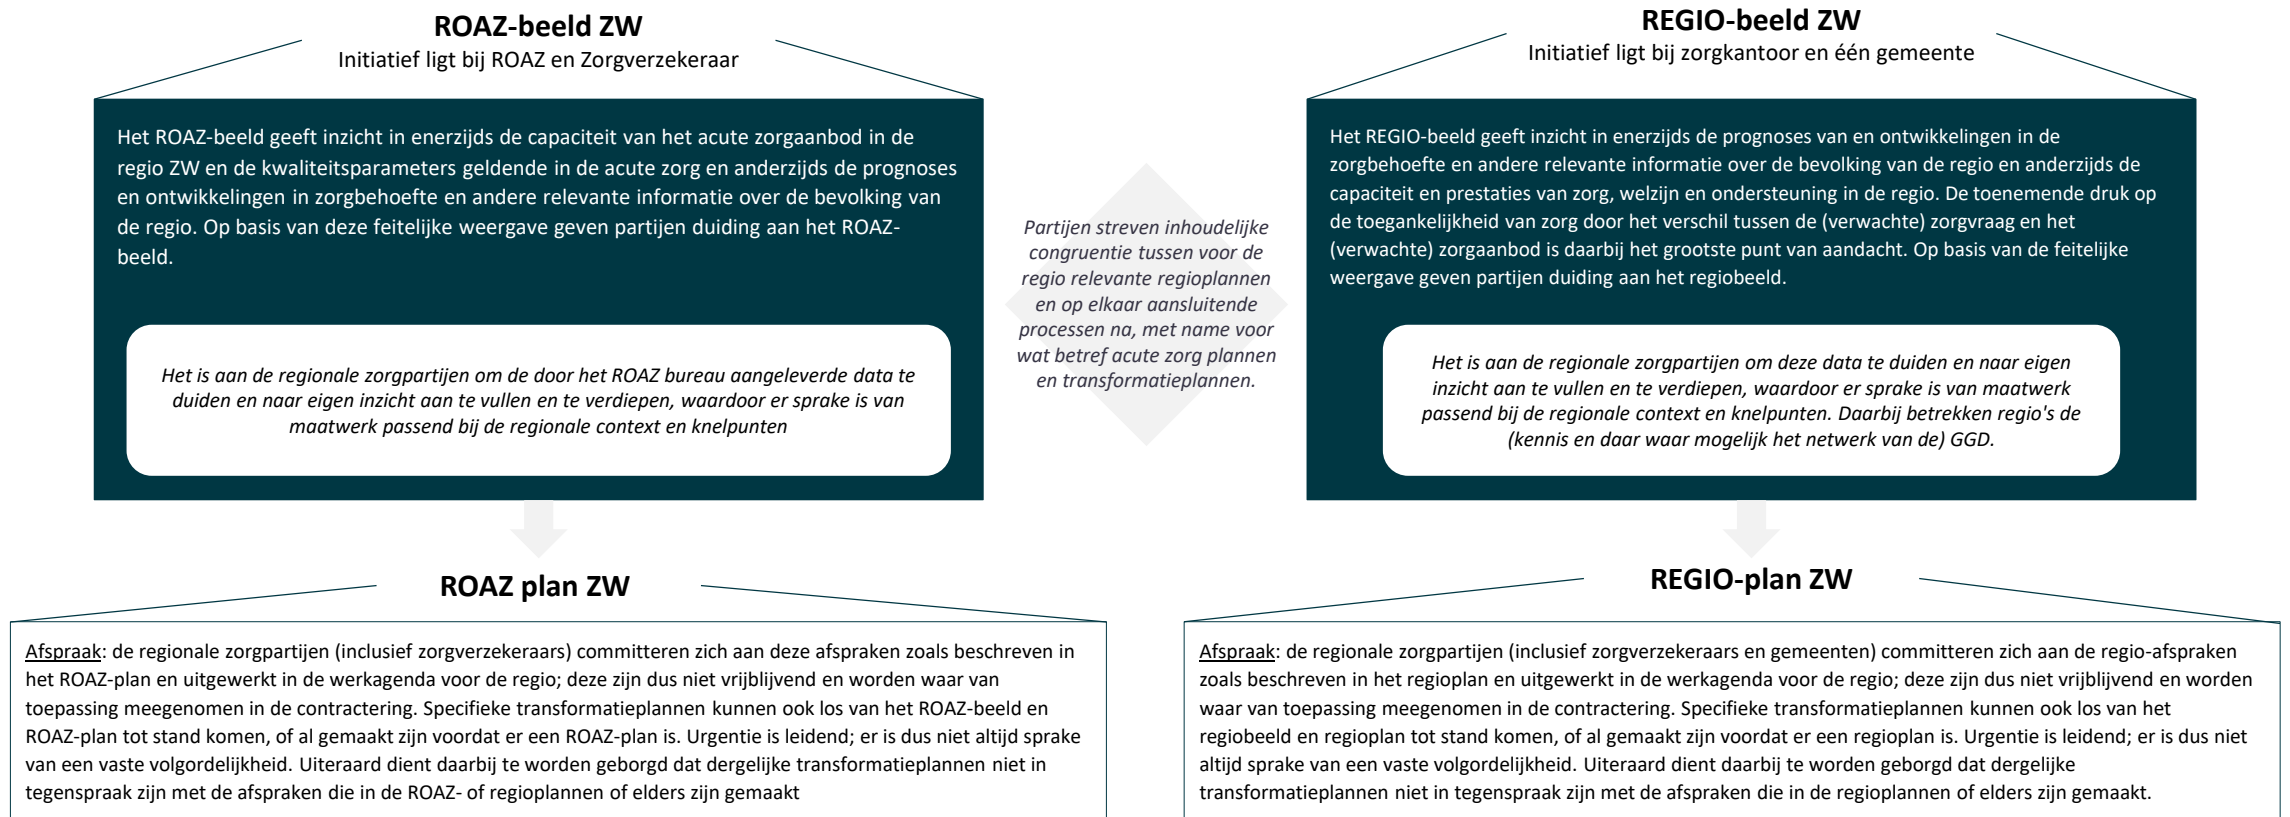 ROAZ-beeld ZW
Initiatief ligt bij ROAZ en Zorgverzekeraar
Het ROAZ-beeld geeft inzicht in enerzijds de capaciteit van het acute zorgaanbod in de
regio ZW en de kwaliteitsparameters geldende in de acute zorg en anderzijds de prognoses
en ontwikkelingen in zorgbehoefte en andere relevante informatie over de bevolking van
de regio. Op basis van deze feitelijke weergave geven partijen duiding aan het ROAZ-
beeld.
Het is aan de regionale zorgpartijen om de door het ROAZ bureau aangeleverde data te
duiden en naar eigen inzicht aan te vullen en te verdiepen, waardoor er sprake is van
maatwerk passend bij de regionale context en knelpunten
Partijen streven inhoudelijke
congruentie tussen voor de
regio relevante regioplannen
en op elkaar aansluitende
processen na, met name voor
wat betref acute zorg plannen
en transformatieplannen.
REGIO-beeld ZW
Initiatief ligt bij zorgkantoor en één gemeente
Het REGIO-beeld geeft inzicht in enerzijds de prognoses van en ontwikkelingen in de
zorgbehoefte en andere relevante informatie over de bevolking van de regio en anderzijds de
capaciteit en prestaties van zorg, welzijn en ondersteuning in de regio. De toenemende druk op
de toegankelijkheid van zorg door het verschil tussen de (verwachte) zorgvraag en het
(verwachte) zorgaanbod is daarbij het grootste punt van aandacht. Op basis van de feitelijke
weergave geven partijen duiding aan het regiobeeld.
Het is aan de regionale zorgpartijen om deze data te duiden en naar eigen
inzicht aan te vullen en te verdiepen, waardoor er sprake is van maatwerk
passend bij de regionale context en knelpunten. Daarbij betrekken regio's de
(kennis en daar waar mogelijk het netwerk van de) GGD.
ROAZ plan ZW
Afspraak: de regionale zorgpartijen (inclusief zorgverzekeraars) committeren zich aan deze afspraken zoals beschreven in
het ROAZ-plan en uitgewerkt in de werkagenda voor de regio; deze zijn dus niet vrijblijvend en worden waar van
toepassing meegenomen in de contractering. Specifieke transformatieplannen kunnen ook los van het ROAZ-beeld en
ROAZ-plan tot stand komen, of al gemaakt zijn voordat er een ROAZ-plan is. Urgentie is leidend; er is dus niet altijd sprake
van een vaste volgordelijkheid. Uiteraard dient daarbij te worden geborgd dat dergelijke transformatieplannen niet in
tegenspraak zijn met de afspraken die in de ROAZ- of regioplannen of elders zijn gemaakt
REGIO-plan ZW
Afspraak: de regionale zorgpartijen (inclusief zorgverzekeraars en gemeenten) committeren zich aan de regio-afspraken
zoals beschreven in het regioplan en uitgewerkt in de werkagenda voor de regio; deze zijn dus niet vrijblijvend en worden
waar van toepassing meegenomen in de contractering. Specifieke transformatieplannen kunnen ook los van het
regiobeeld en regioplan tot stand komen, of al gemaakt zijn voordat er een regioplan is. Urgentie is leidend; er is dus niet
altijd sprake van een vaste volgordelijkheid. Uiteraard dient daarbij te worden geborgd dat dergelijke
transformatieplannen niet in tegenspraak zijn met de afspraken die in de regioplannen of elders zijn gemaakt.